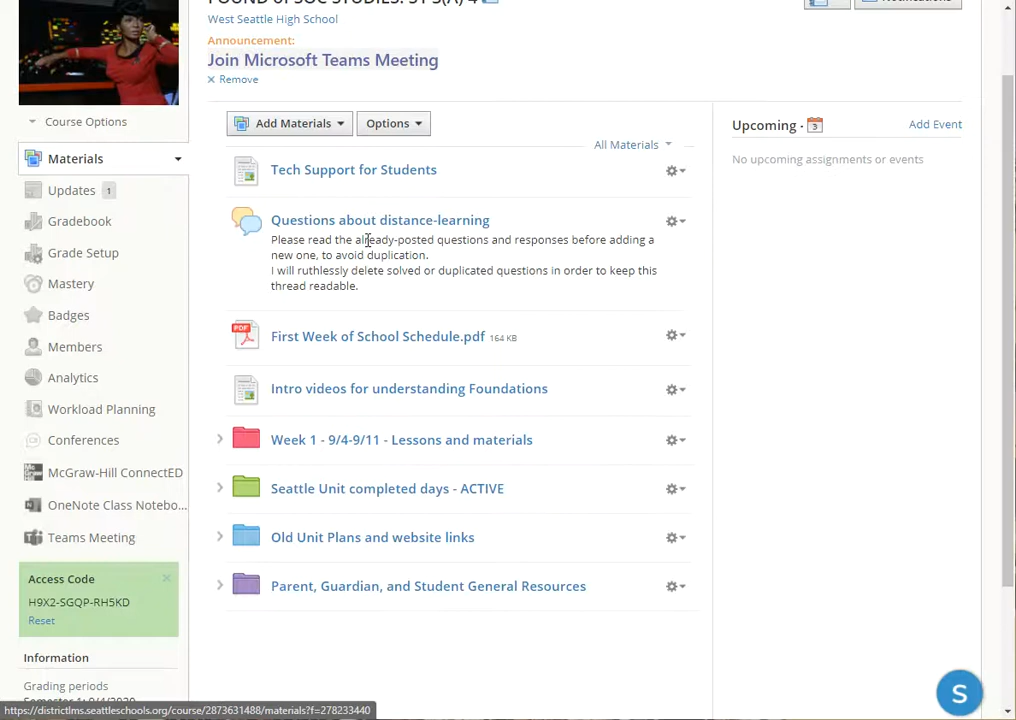 West Seattle High School
Announcement:
Join Microsoft Teams Meeting
× Remove
Course Options
Materials
Updates 1
Gradebook
Grade Setup
Mastery
Badges
Members
Analytics
Workload Planning
Conferences
McGraw-Hill ConnectED
OneNote Class Notebo...
Teams Meeting
Access Code ×
H9X2-SGQP-RH5KD
Reset
Information
Grading periods
Add Materials
Options
All Materials
Tech Support for Students
Questions about distance-learning
Please read the already-posted questions and responses before adding a
new one, to avoid duplication.
I will ruthlessly delete solved or duplicated questions in order to keep this
thread readable.
PDF
First Week of School Schedule.pdf 164 KB
Intro videos for understanding Foundations
Week 1 - 9/4-9/11 - Lessons and materials
Seattle Unit completed days - ACTIVE
Old Unit Plans and website links
Parent, Guardian, and Student General Resources
Upcoming · 3
Add Event
No upcoming assignments or events
S
https://districtlms.seattleschools.org/course/2873631488/materials?f=278233440